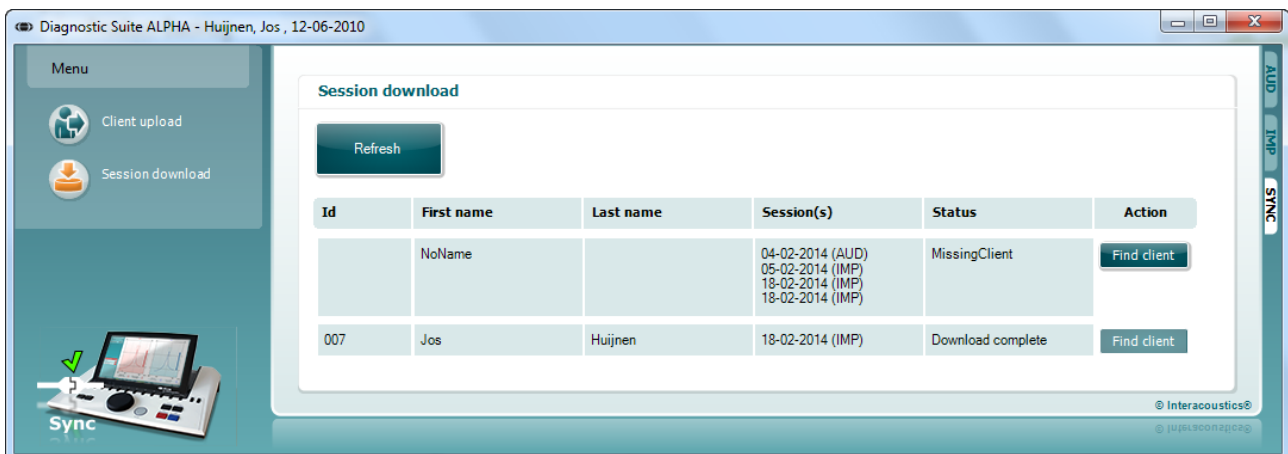 Diagnostic Suite ALPHA - Huijnen, Jos , 12-06-2010
Menu
Client upload
Session download
Sync
Session download
Refresh
Id First name Last name Session(s) Status Action
NoName 04-02-2014 (AUD) MissingClient Find client
05-02-2014 (IMP)
18-02-2014 (IMP)
18-02-2014 (IMP)
007 Jos Huijnen 18-02-2014 (IMP) Download complete Find client
© Interacoustics®
AUD
IMP
SYNC